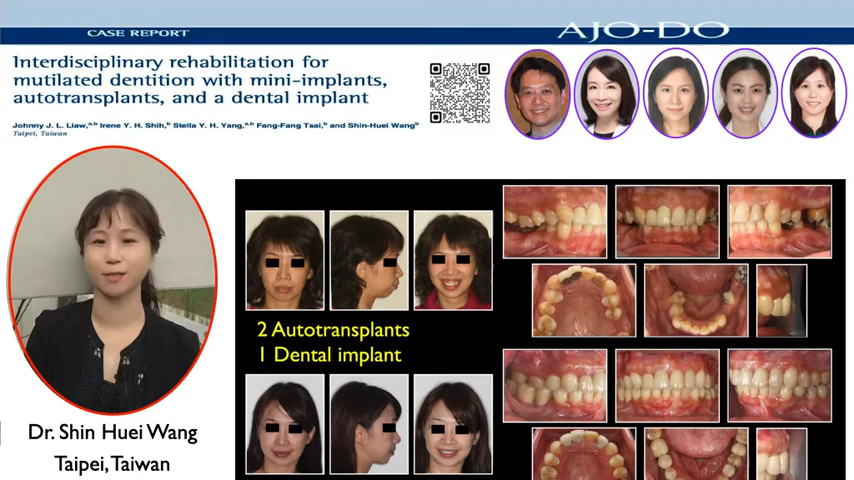 CASE REPORT
AJO-DO
Interdisciplinary rehabilitation for
mutilated dentition with mini-implants,
autotransplants, and a dental implant
Johnny J. L. Liaw,a,b Irene Y. H. Shih,b Stella Y. H. Yang,a,b Fang-Fang Tsai,b and Shin-Huei Wangb
Taipei, Taiwan
2 Autotransplants
1 Dental implant
Dr. Shin Huei Wang
Taipei, Taiwan